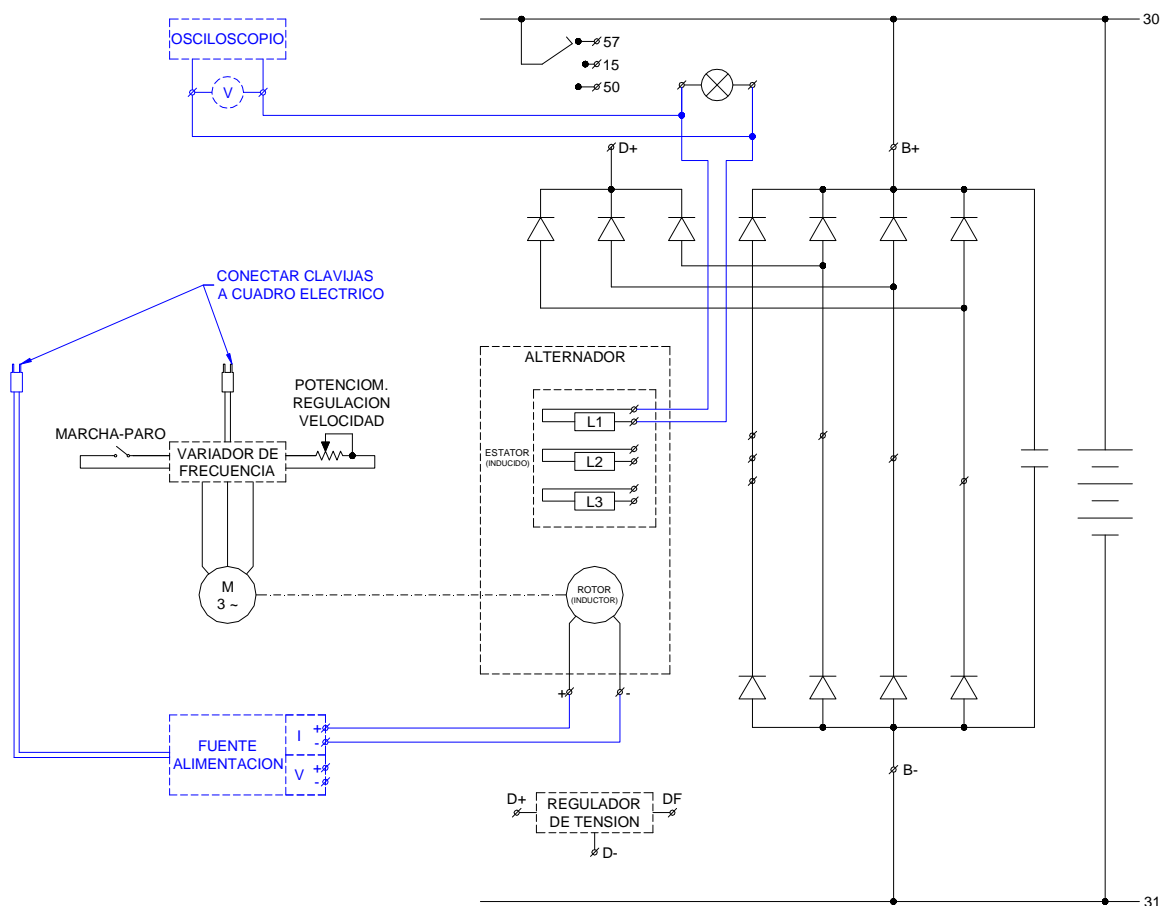 30
OSCILOSCOPIO
57
15
50
V
D+
B+
CONECTAR CLAVIJAS
A CUADRO ELECTRICO
ALTERNADOR
POTENCIOM.
REGULACION
VELOCIDAD
MARCHA-PARO
VARIADOR DE
FRECUENCIA
L1
ESTATOR
(INDUCIDO)
L2
L3
M
3 ~
ROTOR
(INDUCTOR)
+ -
FUENTE
ALIMENTACION
I + -
V + -
B-
D+
REGULADOR
DE TENSION
DF
D-
31